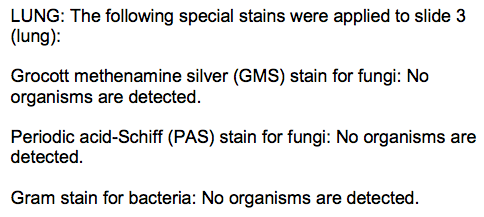 LUNG: The following special stains were applied to slide 3
(lung):
Grocott methenamine silver (GMS) stain for fungi: No
organisms are detected.
Periodic acid-Schiff (PAS) stain for fungi: No organisms are
detected.
Gram stain for bacteria: No organisms are detected.